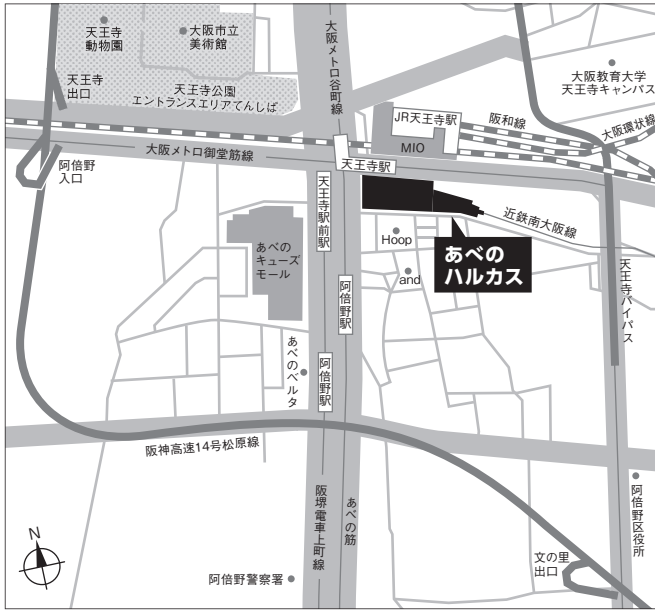 天王寺
動物園
大阪市立
美術館
大阪メトロ谷町線
大阪教育大学
天王寺キャンパス
天王寺
出口
天王寺公園
エントランスエリアてんしば
JR天王寺駅
阪和線
大阪環状線
MIO
大阪メトロ御堂筋線
天王寺駅
阿倍野
入口
天王寺駅前駅
近鉄南大阪線
あべの
キューズ
モール
Hoop
あべの
ハルカス
and
天王寺バイパス
阿倍野駅
あべのベルタ
阿倍野駅
阪神高速14号松原線
阪堺電車上町線
あべの筋
阿倍野区役所
N
文の里
出口
阿倍野警察署